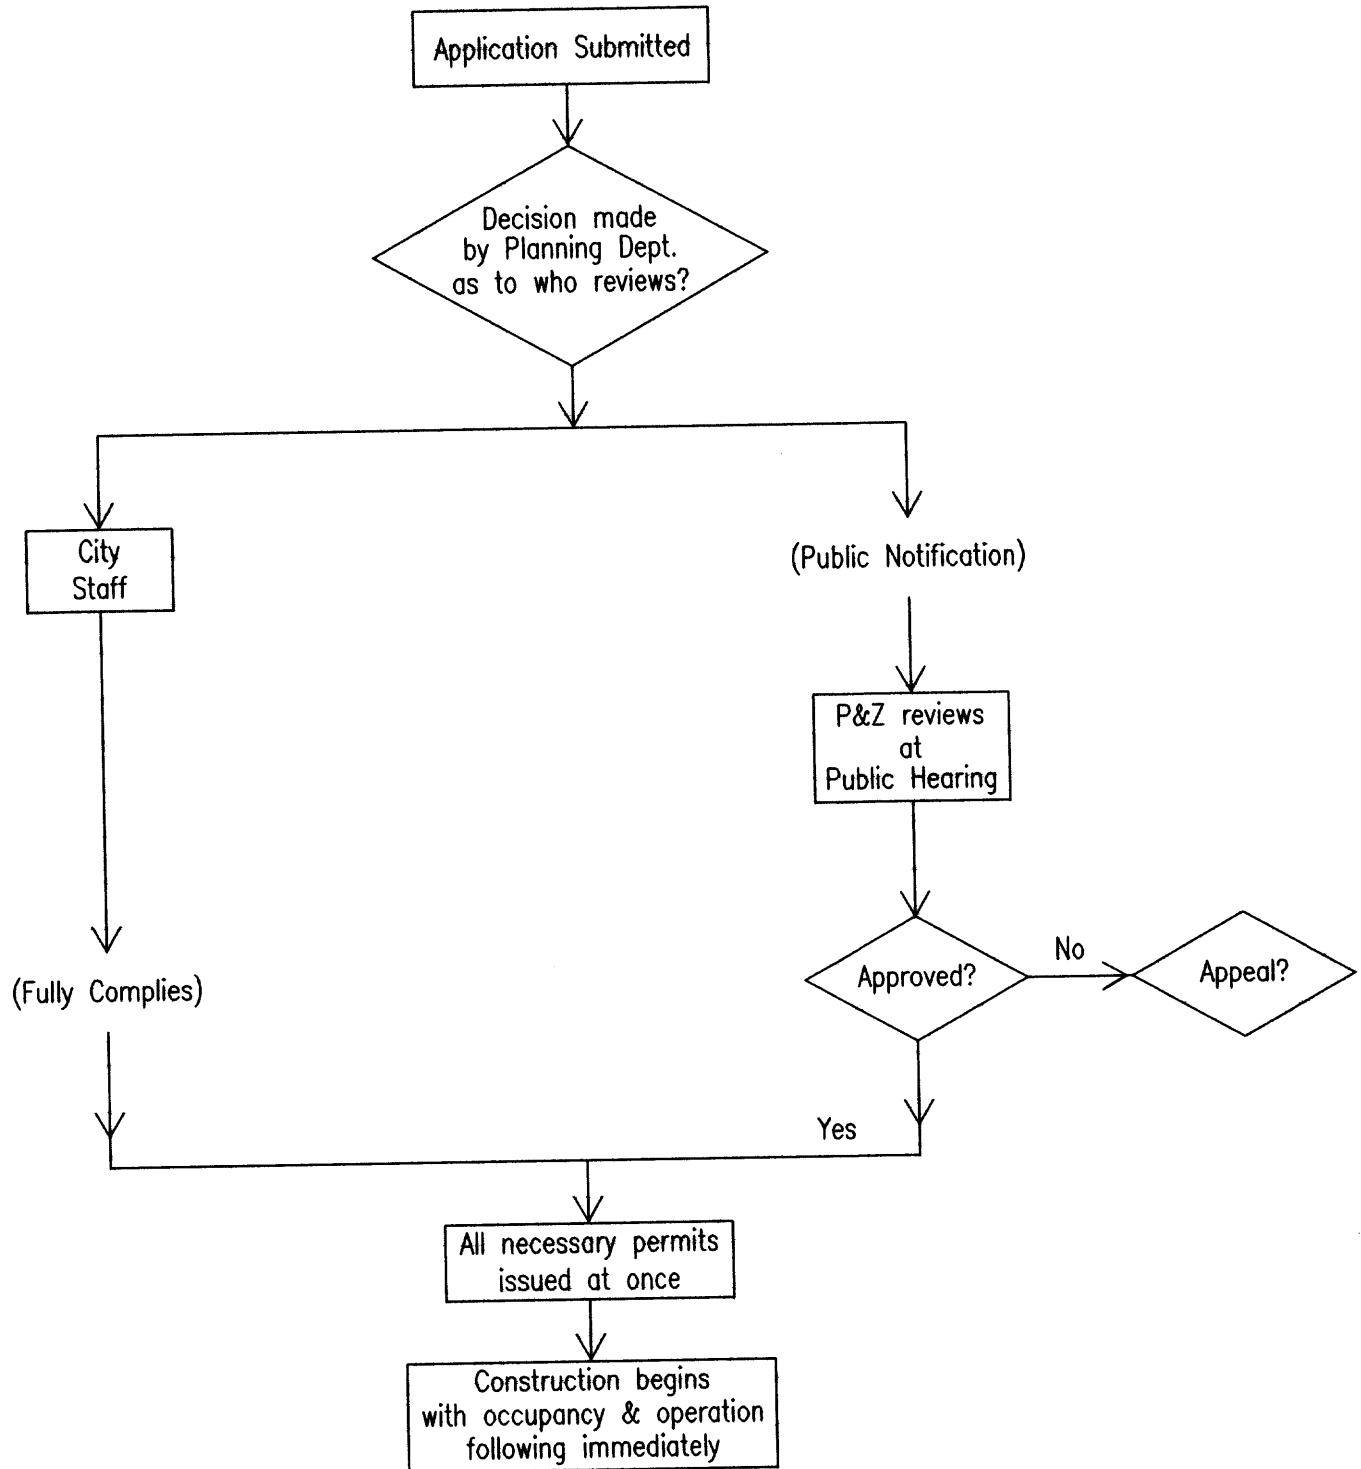 Application Submitted
Decision made
by Planning Dept.
as to who reviews?
City
Staff
(Public Notification)
P&Z reviews
at
Public Hearing
Approved?
No
Appeal?
(Fully Complies)
Yes
All necessary permits
issued at once
Construction begins
with occupancy & operation
following immediately